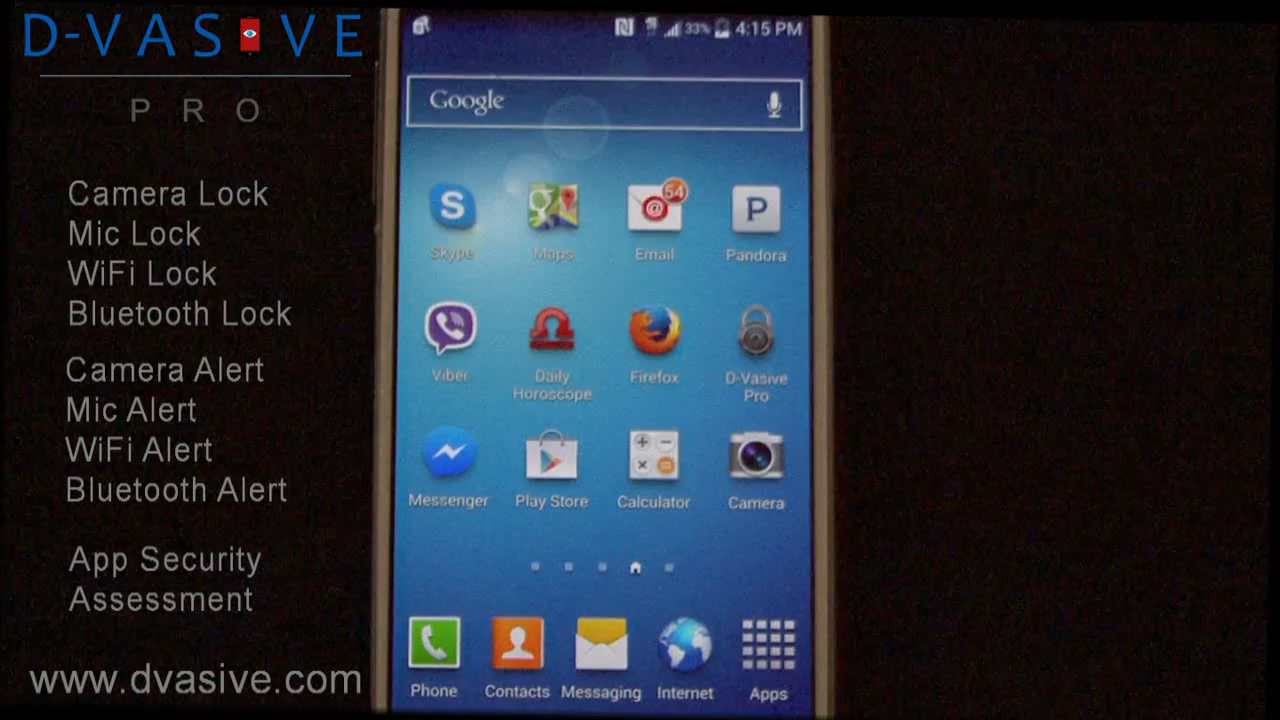 D-VASIVE
PRO
Camera Lock
Mic Lock
WiFi Lock
Bluetooth Lock
Camera Alert
Mic Alert
WiFi Alert
Bluetooth Alert
App Security
Assessment
www.dvasive.com
33% 4:15 PM
Google
54
S
P
Skype
Maps
Email
Pandora
Viber
Daily
Horoscope
Firefox
D-Vasive
Pro
Messenger
Play Store
Calculator
Camera
Phone
Contacts
Messaging
Internet
Apps